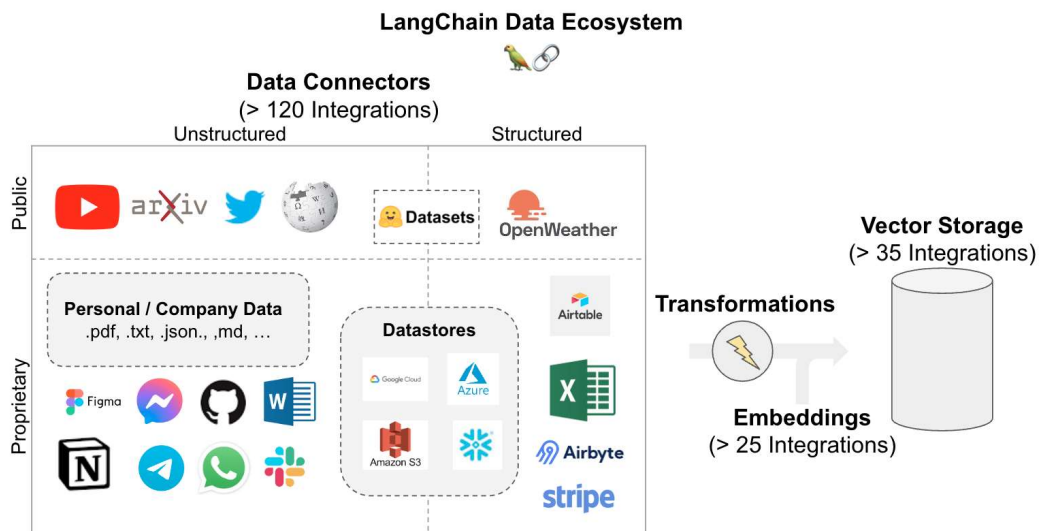 LangChain Data Ecosystem
Data Connectors
(> 120 Integrations)
Unstructured
Structured
Public
arXiv
Datasets
OpenWeather
Vector Storage
(> 35 Integrations)
Proprietary
Personal / Company Data
.pdf, .txt, .json., ,md, …
Datastores
Airtable
Transformations
Google Cloud
Azure
Figma
W
X
Embeddings
(> 25 Integrations)
N
Amazon S3
Airbyte
stripe